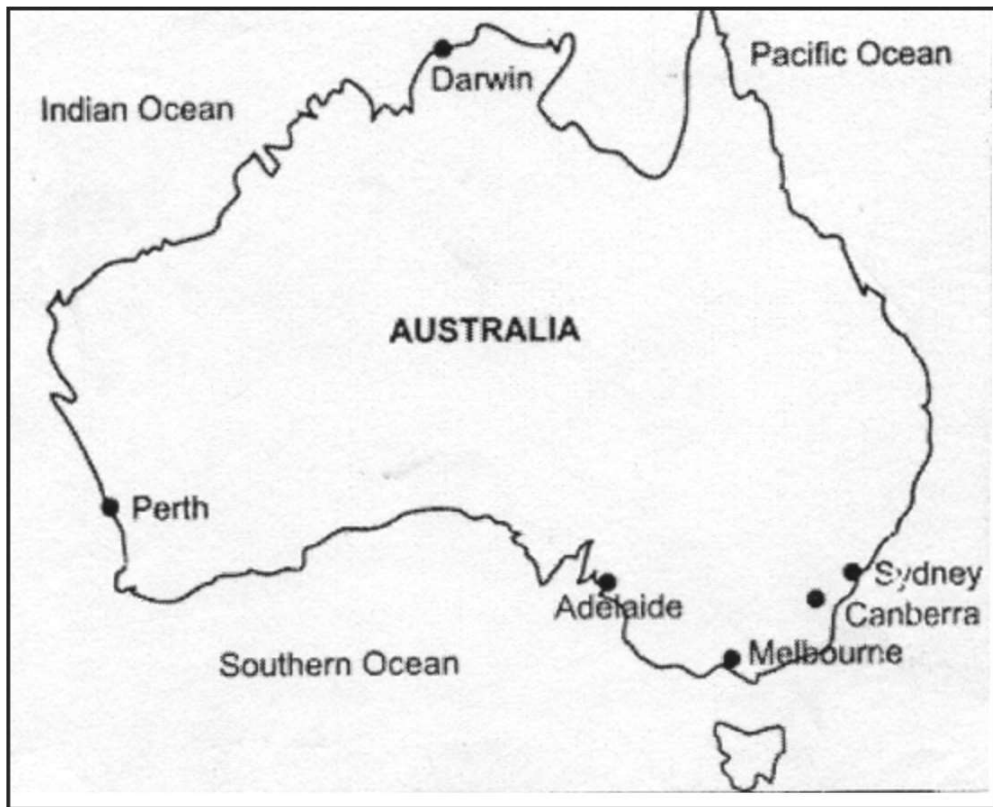 Pacific Ocean
Darwin
Indian Ocean
AUSTRALIA
Perth
Sydney
Adelaide
Canberra
Melbourne
Southern Ocean